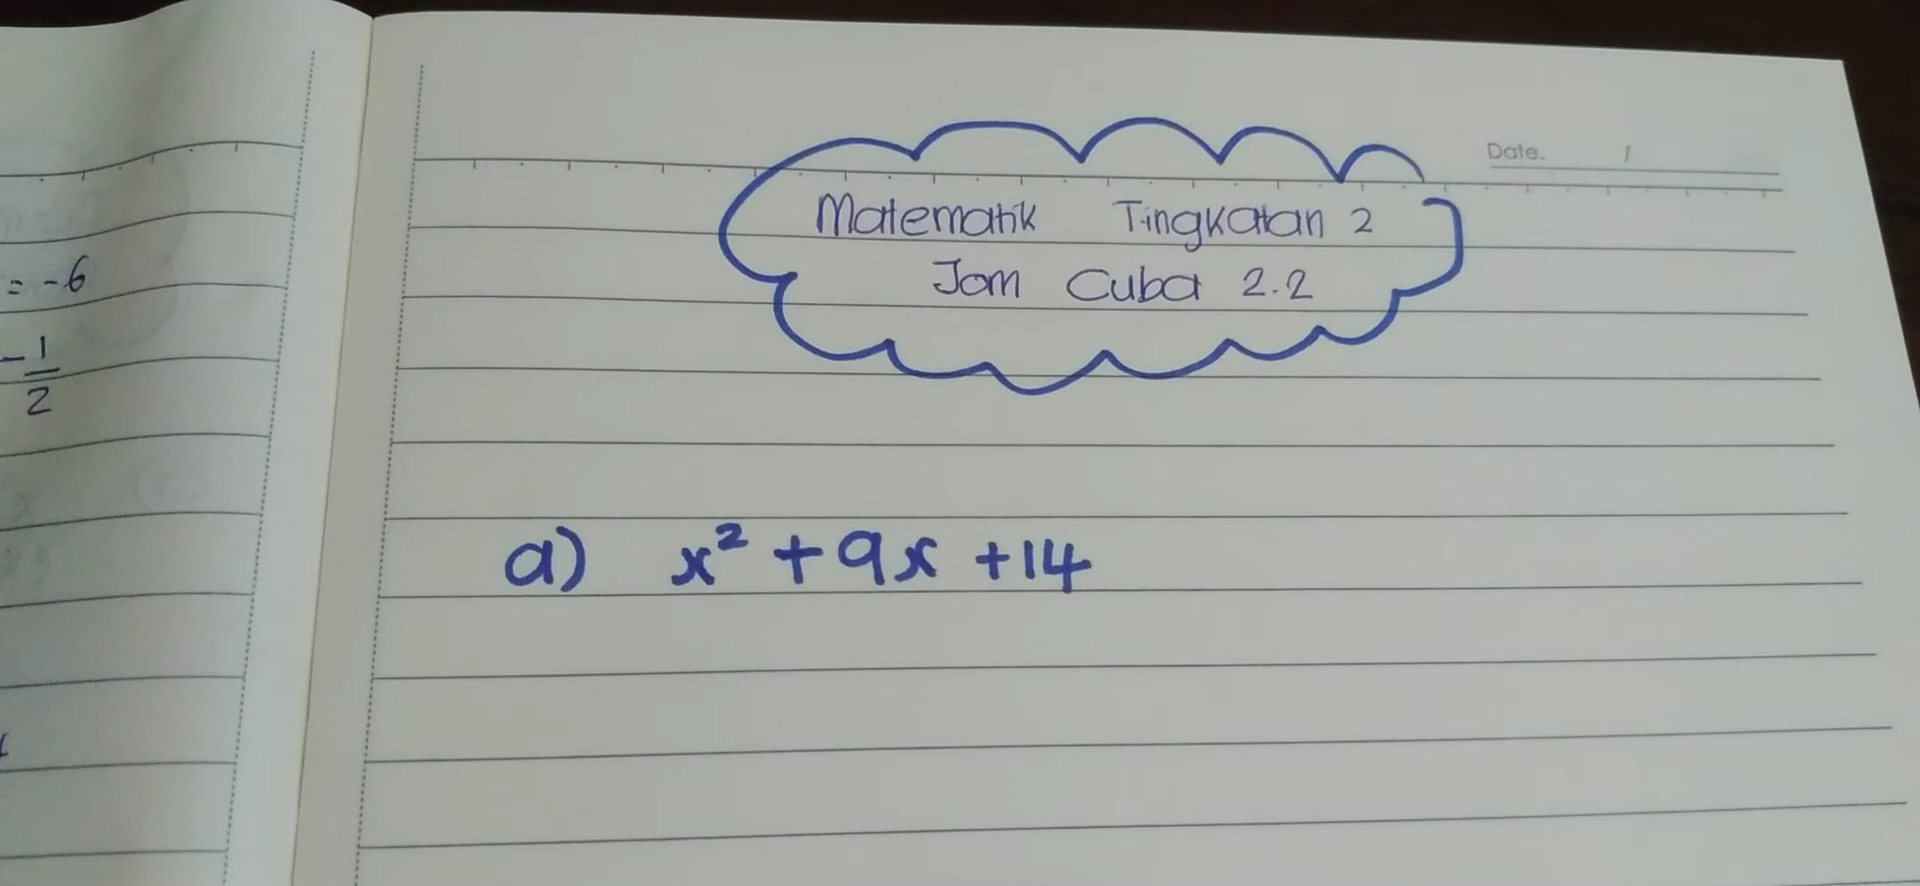 Date. /
Matematik Tingkatan 2
Jom Cuba 2.2
= -6
- 1
2
a) x² + 9x + 14